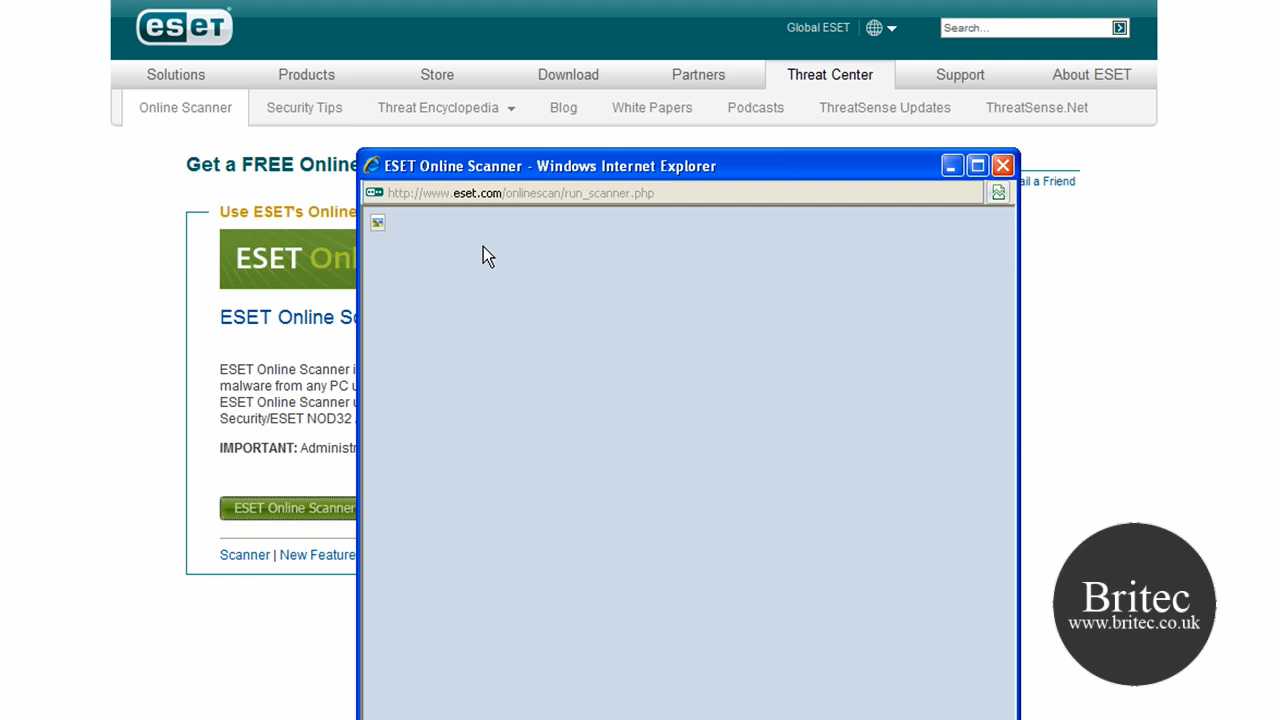 eset
Global ESET
Search...
Solutions Products Store Download Partners Threat Center Support About ESET
Online Scanner Security Tips Threat Encyclopedia Blog White Papers Podcasts ThreatSense Updates ThreatSense.Net
Get a FREE Online
ail a Friend
ESET Online Scanner - Windows Internet Explorer
http://www.eset.com/onlinescan/run_scanner.php
Use ESET's Online
ESET Onl
ESET Online Sc
ESET Online Scanner i
malware from any PC u
ESET Online Scanner u
Security/ESET NOD32
IMPORTANT: Administr
ESET Online Scanner
Scanner | New Feature
Britec
www.britec.co.uk